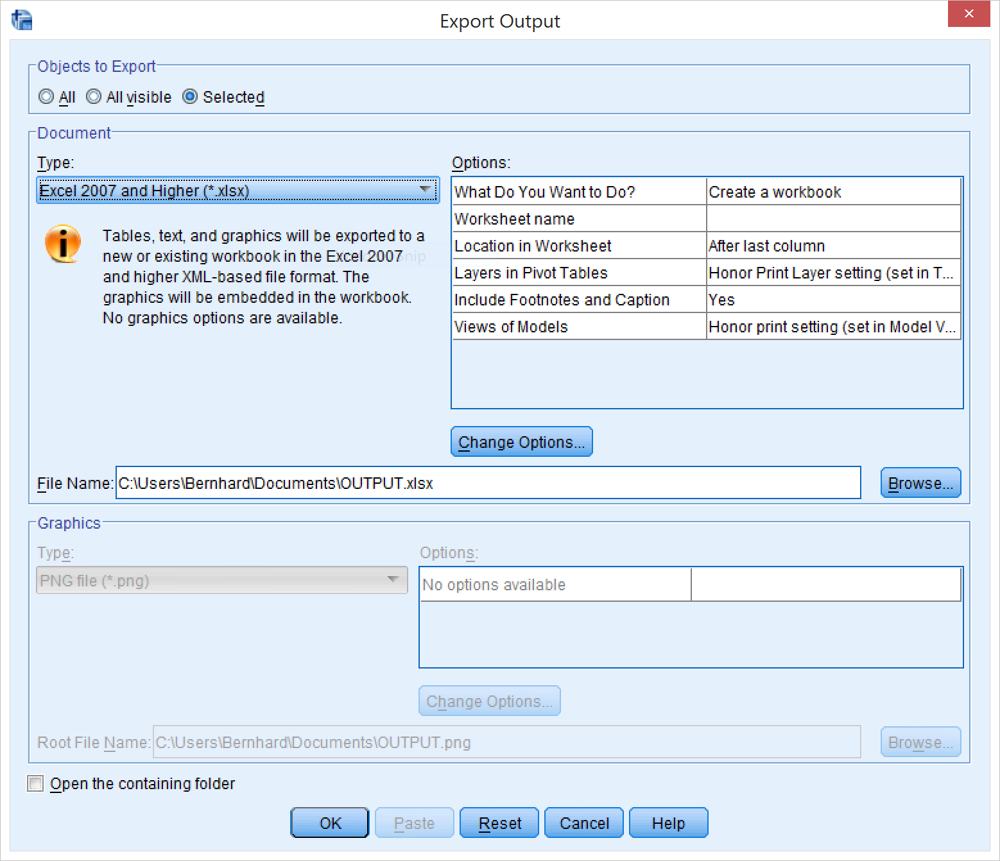 Export Output
Objects to Export
All All visible Selected
Document
Type:
Excel 2007 and Higher (*.xlsx)
Tables, text, and graphics will be exported to a
new or existing workbook in the Excel 2007
and higher XML-based file format. The
graphics will be embedded in the workbook.
No graphics options are available.
Options:
What Do You Want to Do? Create a workbook
Worksheet name
Location in Worksheet After last column
Layers in Pivot Tables Honor Print Layer setting (set in T...
Include Footnotes and Caption Yes
Views of Models Honor print setting (set in Model V...
Change Options...
File Name: C:\Users\Bernhard\Documents\OUTPUT.xlsx Browse...
Graphics
Type:
PNG file (*.png)
Options:
No options available
Change Options...
Root File Name: C:\Users\Bernhard\Documents\OUTPUT.png Browse...
Open the containing folder
OK Paste Reset Cancel Help